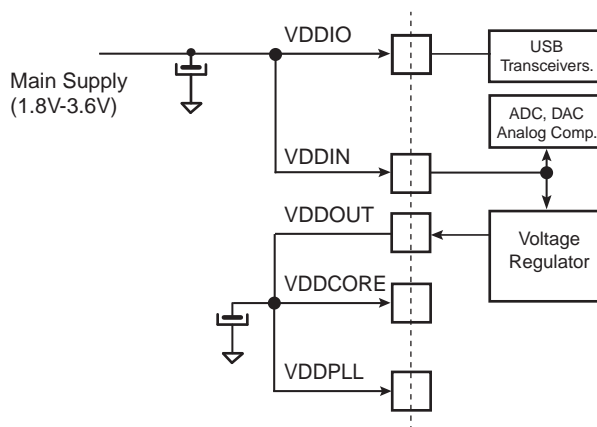 VDDIO
USB
Transceivers.
Main Supply
(1.8V-3.6V)
ADC, DAC
Analog Comp.
VDDIN
VDDOUT
Voltage
Regulator
VDDCORE
VDDPLL